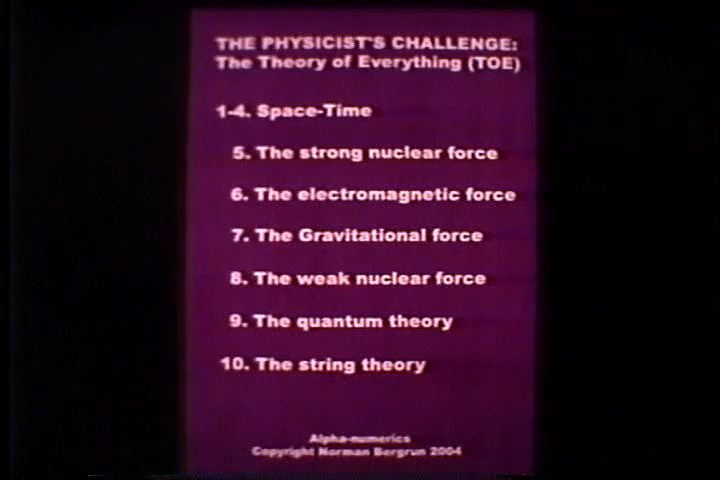 THE PHYSICIST'S CHALLENGE:
The Theory of Everything (TOE)
1-4. Space-Time
5. The strong nuclear force
6. The electromagnetic force
7. The Gravitational force
8. The weak nuclear force
9. The quantum theory
10. The string theory
Alpha-numerics
Copyright Norman Bergrun 2004